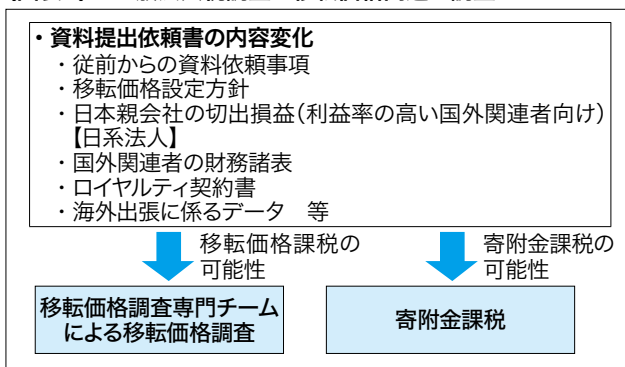 ・資料提出依頼書の内容変化
・従前からの資料依頼事項
・移転価格設定方針
・日本親会社の切出損益(利益率の高い国外関連者向け)
【日系法人】
・国外関連者の財務諸表
・ロイヤルティ契約書
・海外出張に係るデータ 等
移転価格課税の
可能性
寄附金課税の
可能性
移転価格調査専門チーム
による移転価格調査
寄附金課税